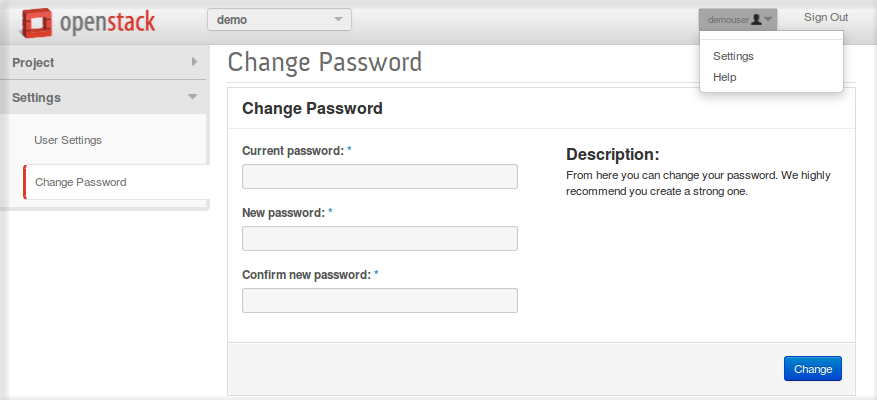 openstack
demo
demouser
Sign Out
Settings
Help
Project
Settings
User Settings
Change Password
Change Password
Change Password
Current password: *
New password: *
Confirm new password: *
Description:
From here you can change your password. We highly
recommend you create a strong one.
Change